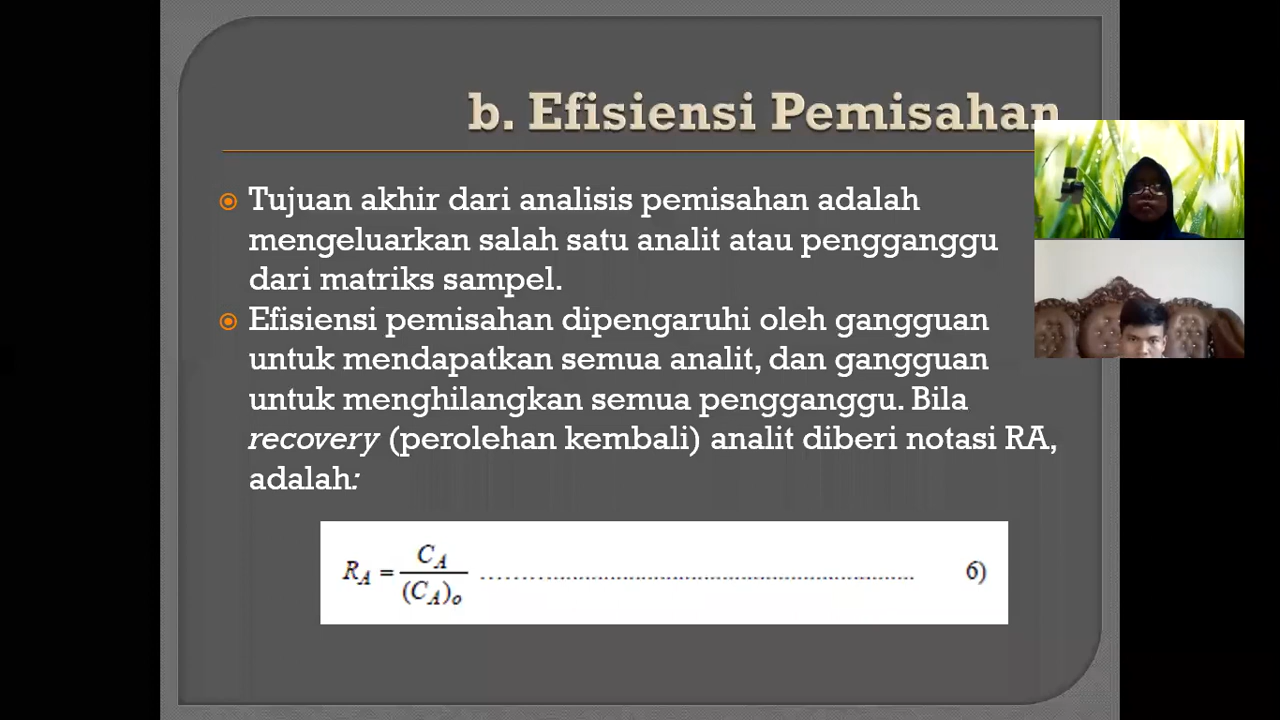 b. Efisiensi Pemisahan
Tujuan akhir dari analisis pemisahan adalah
mengeluarkan salah satu analit atau pengganggu
dari matriks sampel.
Efisiensi pemisahan dipengaruhi oleh gangguan
untuk mendapatkan semua analit, dan gangguan
untuk menghilangkan semua pengganggu. Bila
recovery (perolehan kembali) analit diberi notasi RA,
adalah:
R_A = C_A / (C_A)_o ........................................ 6)